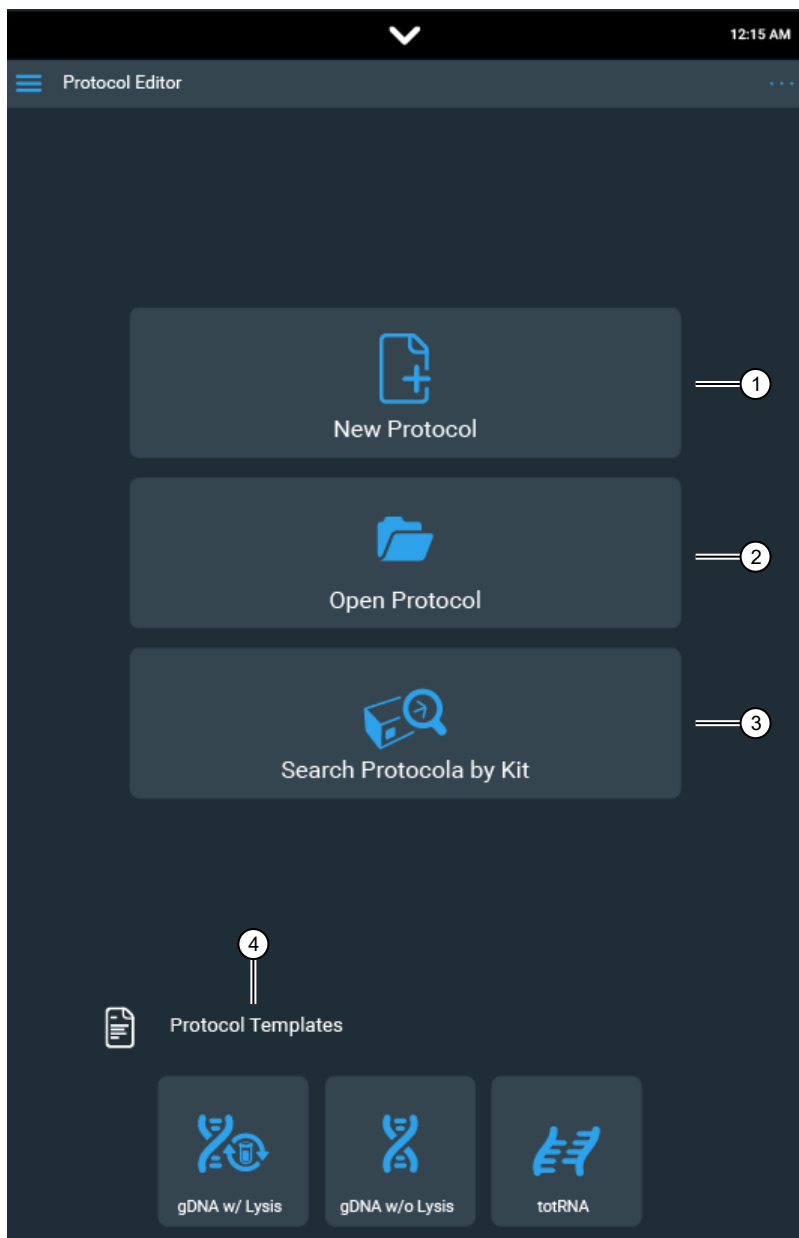 12:15 AM
Protocol Editor
...
New Protocol
1
Open Protocol
2
Search Protocola by Kit
3
4
Protocol Templates
gDNA w/ Lysis
gDNA w/o Lysis
totRNA